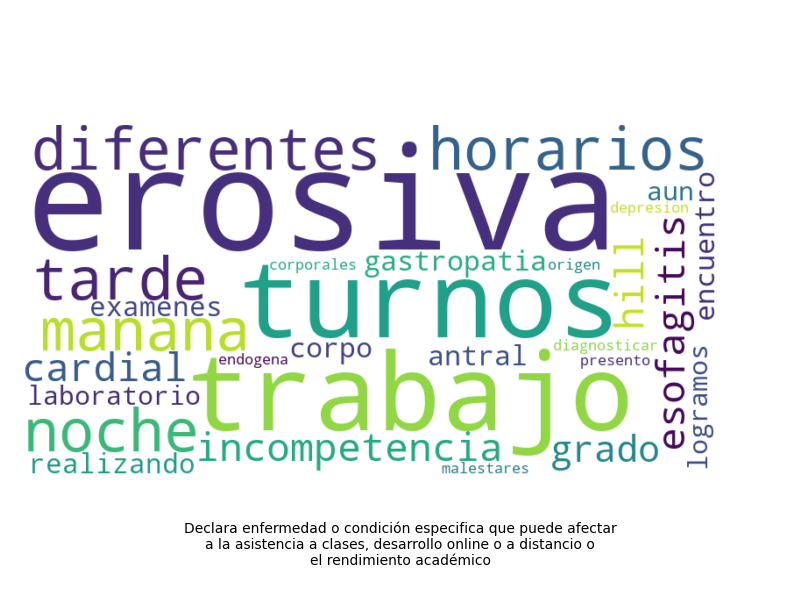 diferentes
horarios
erosiva
aun
depresion
encuentro
tarde
corporales
gastropatia
origen
hill
esofagitis
examenes
turnos
manana
corpo
antral
diagnosticar
cardial
endogena
presento
laboratorio
trabajo
logramos
noche
incompetencia
grado
realizando
malestares
Declara enfermedad o condición especifica que puede afectar
a la asistencia a clases, desarrollo online o a distancio o
el rendimiento académico